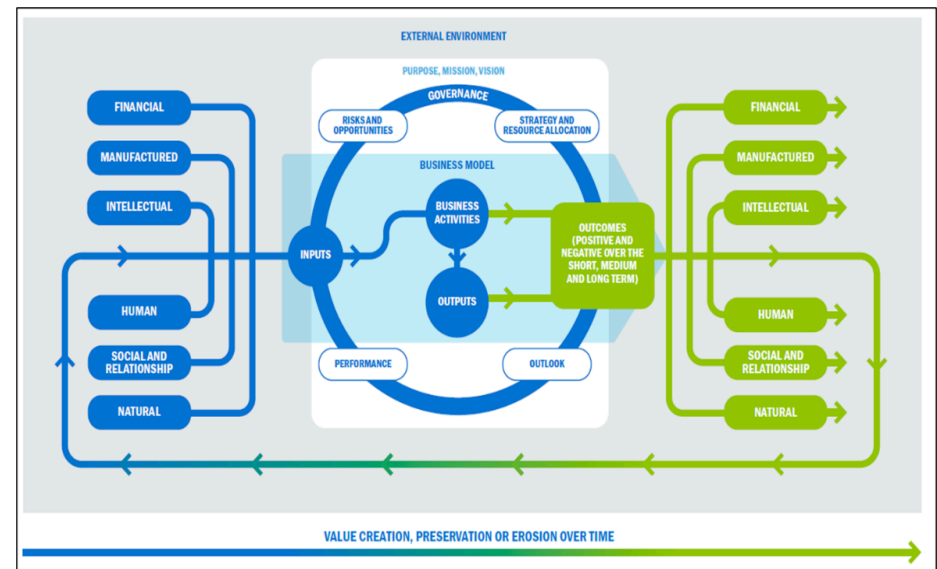 EXTERNAL ENVIRONMENT
PURPOSE, MISSION, VISION
GOVERNANCE
RISKS AND
OPPORTUNITIES
STRATEGY AND
RESOURCE ALLOCATION
BUSINESS MODEL
FINANCIAL
MANUFACTURED
INTELLECTUAL
HUMAN
SOCIAL AND
RELATIONSHIP
NATURAL
INPUTS
BUSINESS
ACTIVITIES
OUTPUTS
OUTCOMES
(POSITIVE AND
NEGATIVE OVER THE
SHORT, MEDIUM
AND LONG TERM)
PERFORMANCE
OUTLOOK
FINANCIAL
MANUFACTURED
INTELLECTUAL
HUMAN
SOCIAL AND
RELATIONSHIP
NATURAL
VALUE CREATION, PRESERVATION OR EROSION OVER TIME